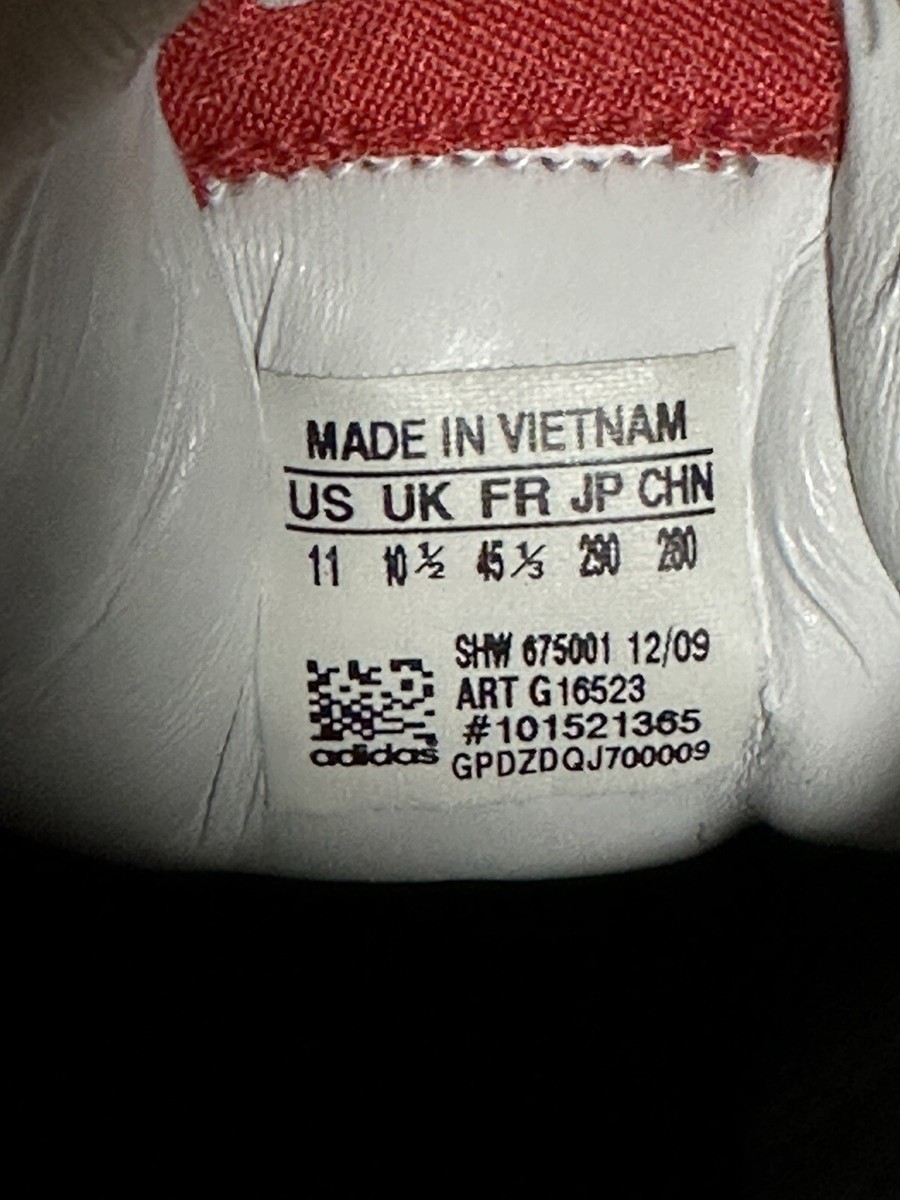 MADE IN VIETNAM
US UK FR JP CHN
11 10 ½ 45 ⅓ 290 280
SHW 675001 12/09
ART G16523
#101521365
adidas GPDZDQJ700009